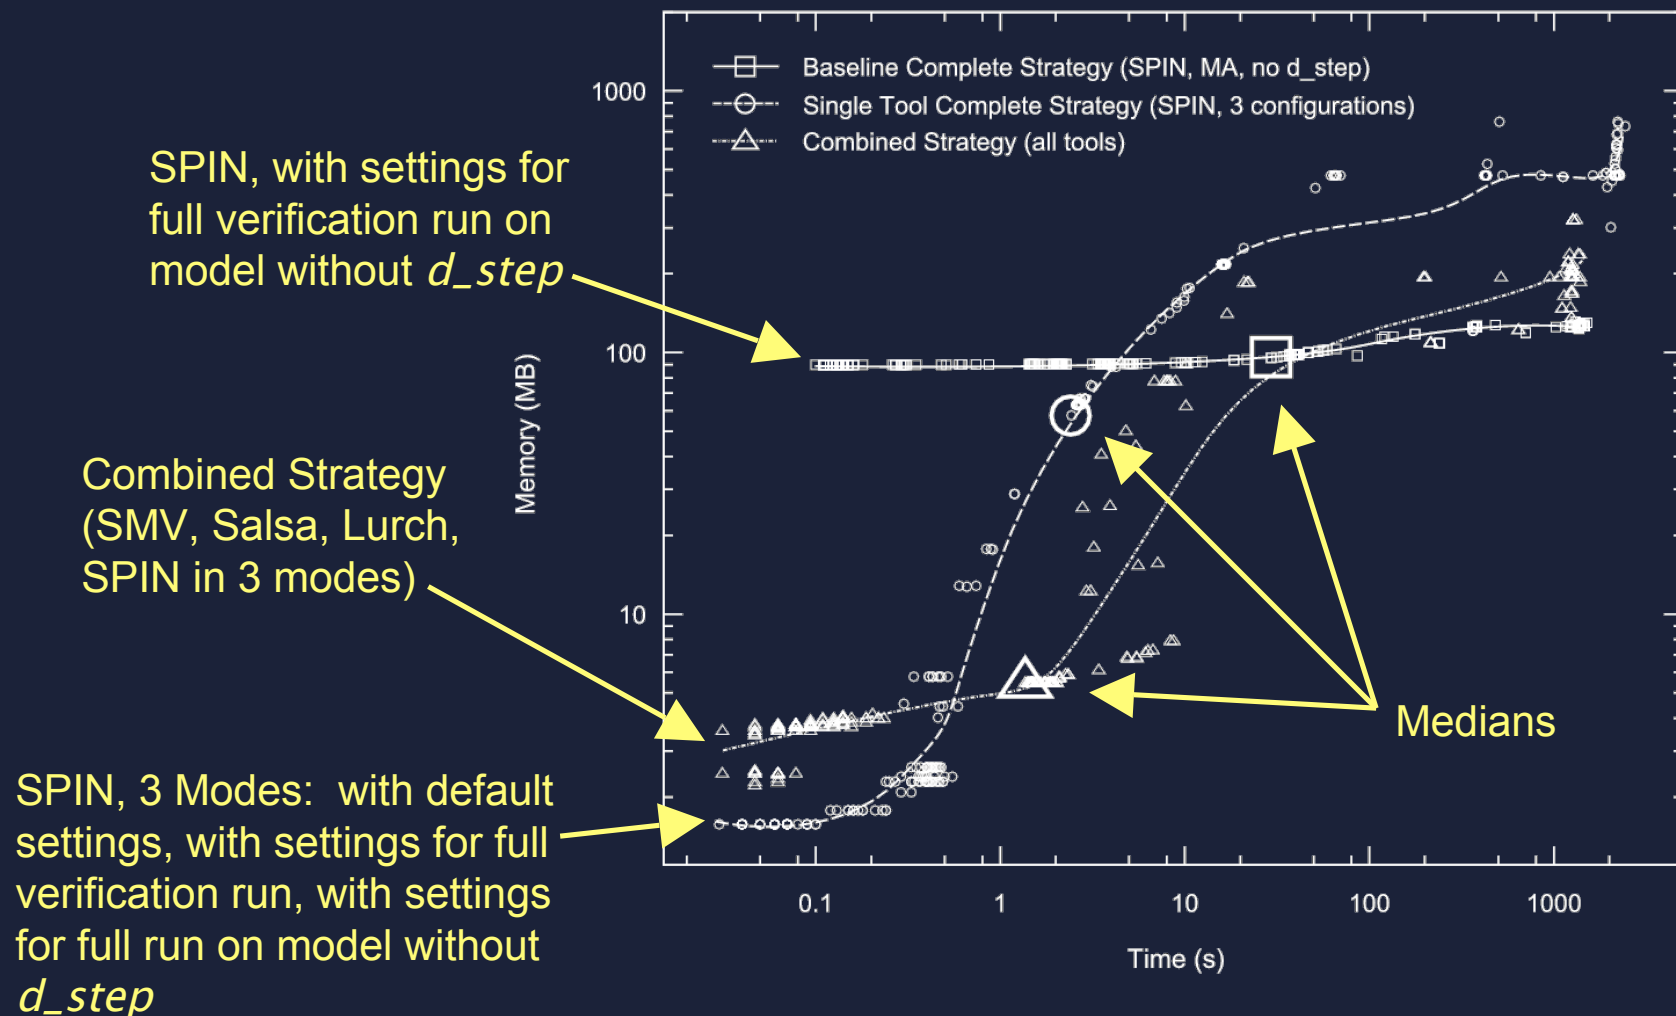 Baseline Complete Strategy (SPIN, MA, no d_step)
Single Tool Complete Strategy (SPIN, 3 configurations)
Combined Strategy (all tools)
SPIN, with settings for
full verification run on
model without d_step
Combined Strategy
(SMV, Salsa, Lurch,
SPIN in 3 modes)
SPIN, 3 Modes:  with default
settings, with settings for full
verification run, with settings
for full run on model without
d_step
Medians
Memory (MB)
1000
100
10
0.1
1
10
100
1000
Time (s)